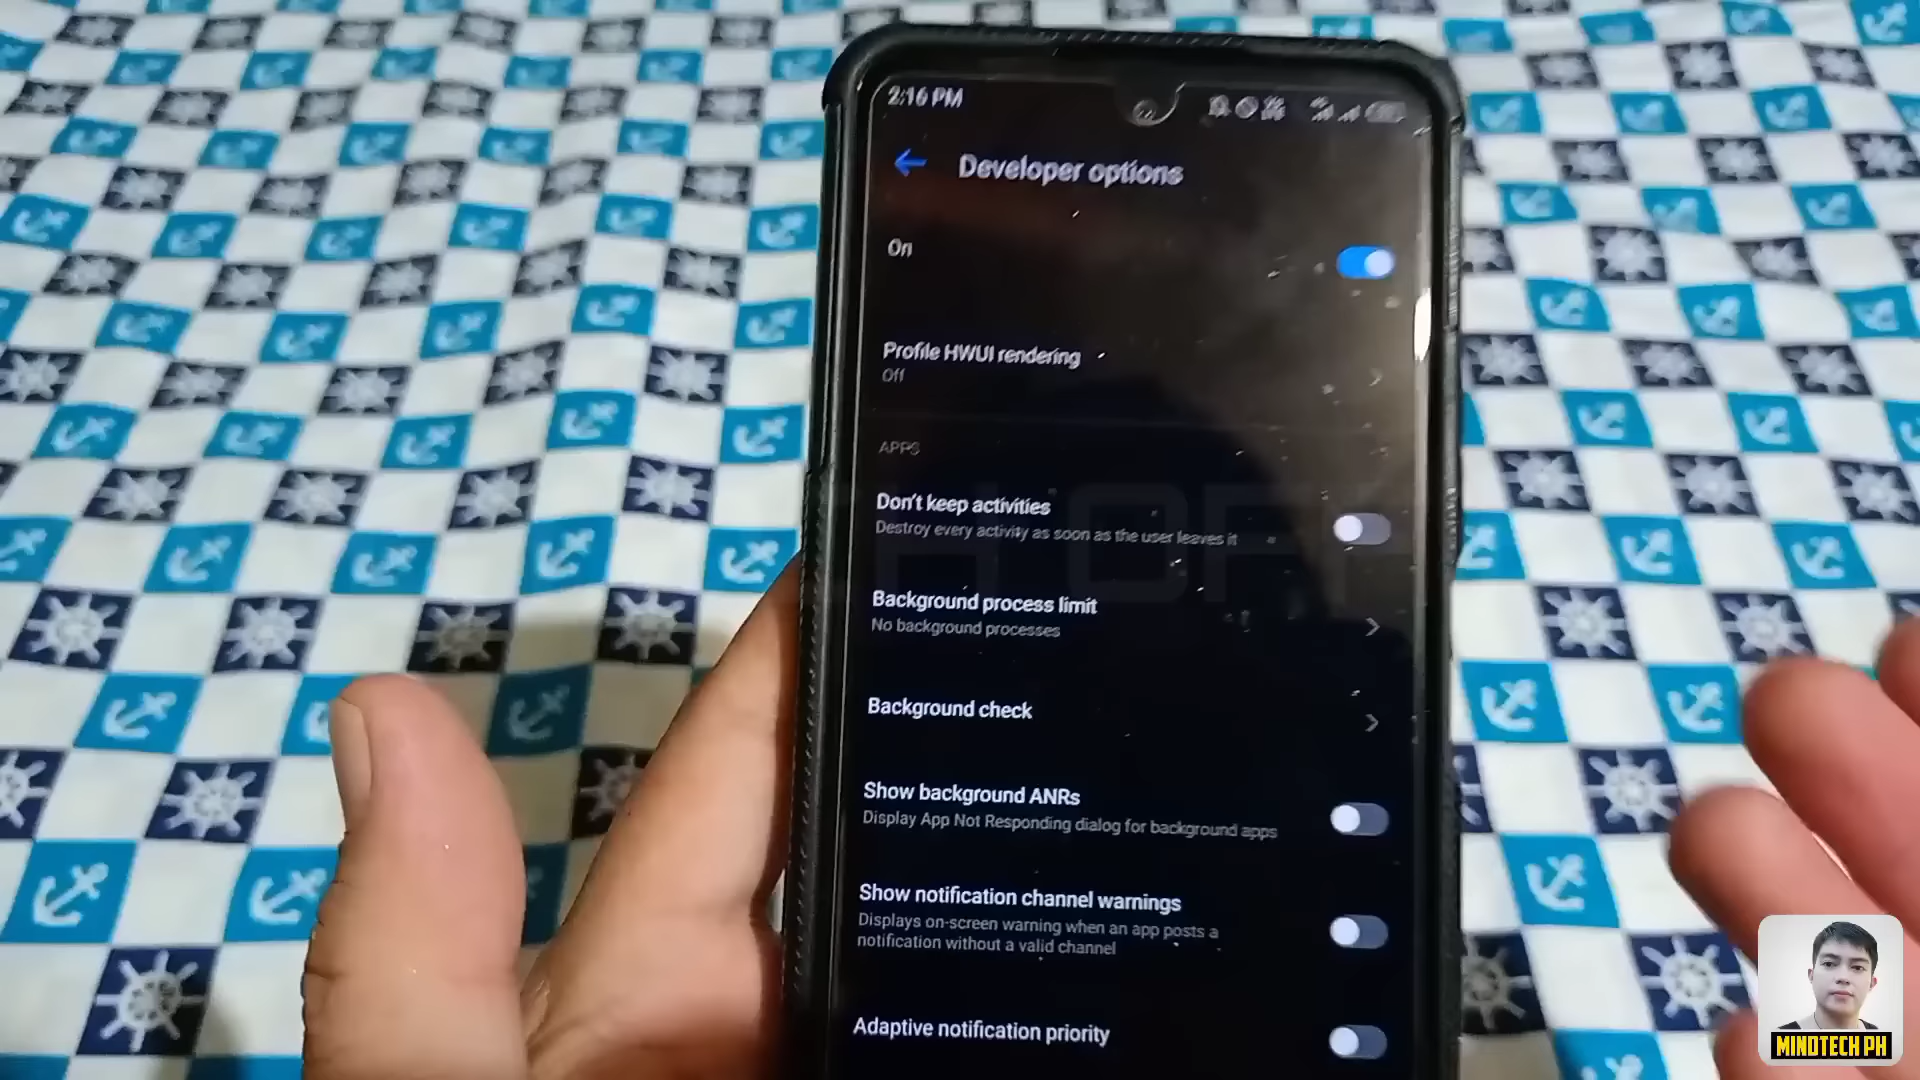 2:16 PM
Developer options
On
Profile HWUI rendering
Off
APPS
Don't keep activities
Destroy every activity as soon as the user leaves it
Background process limit
No background processes
Background check
Show background ANRs
Display App Not Responding dialog for background apps
Show notification channel warnings
Displays on-screen warning when an app posts a
notification without a valid channel
Adaptive notification priority
MINDTECH PH